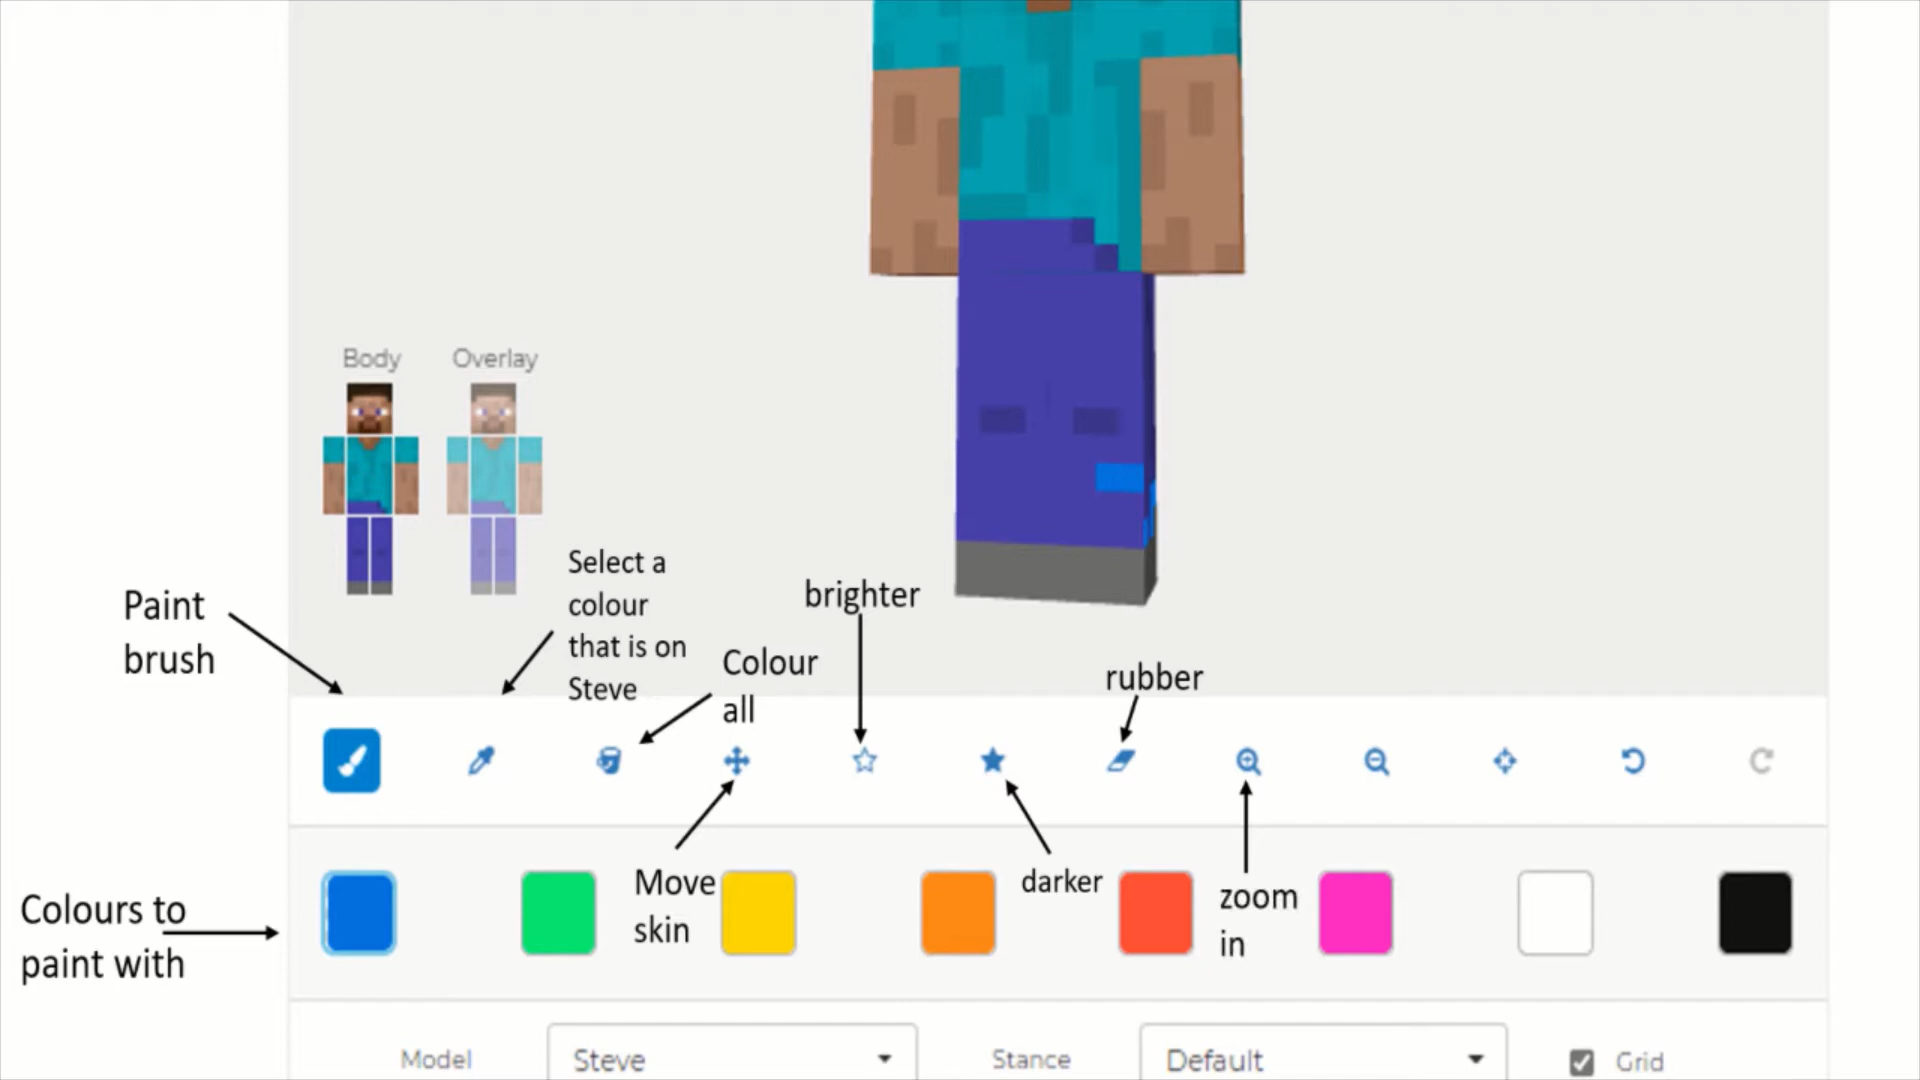 Body
Overlay
Select a
colour
that is on
Steve
Paint
brush
brighter
Colour
all
rubber
Move
skin
darker
zoom
in
Colours to
paint with
Model
Steve
Stance
Default
Grid